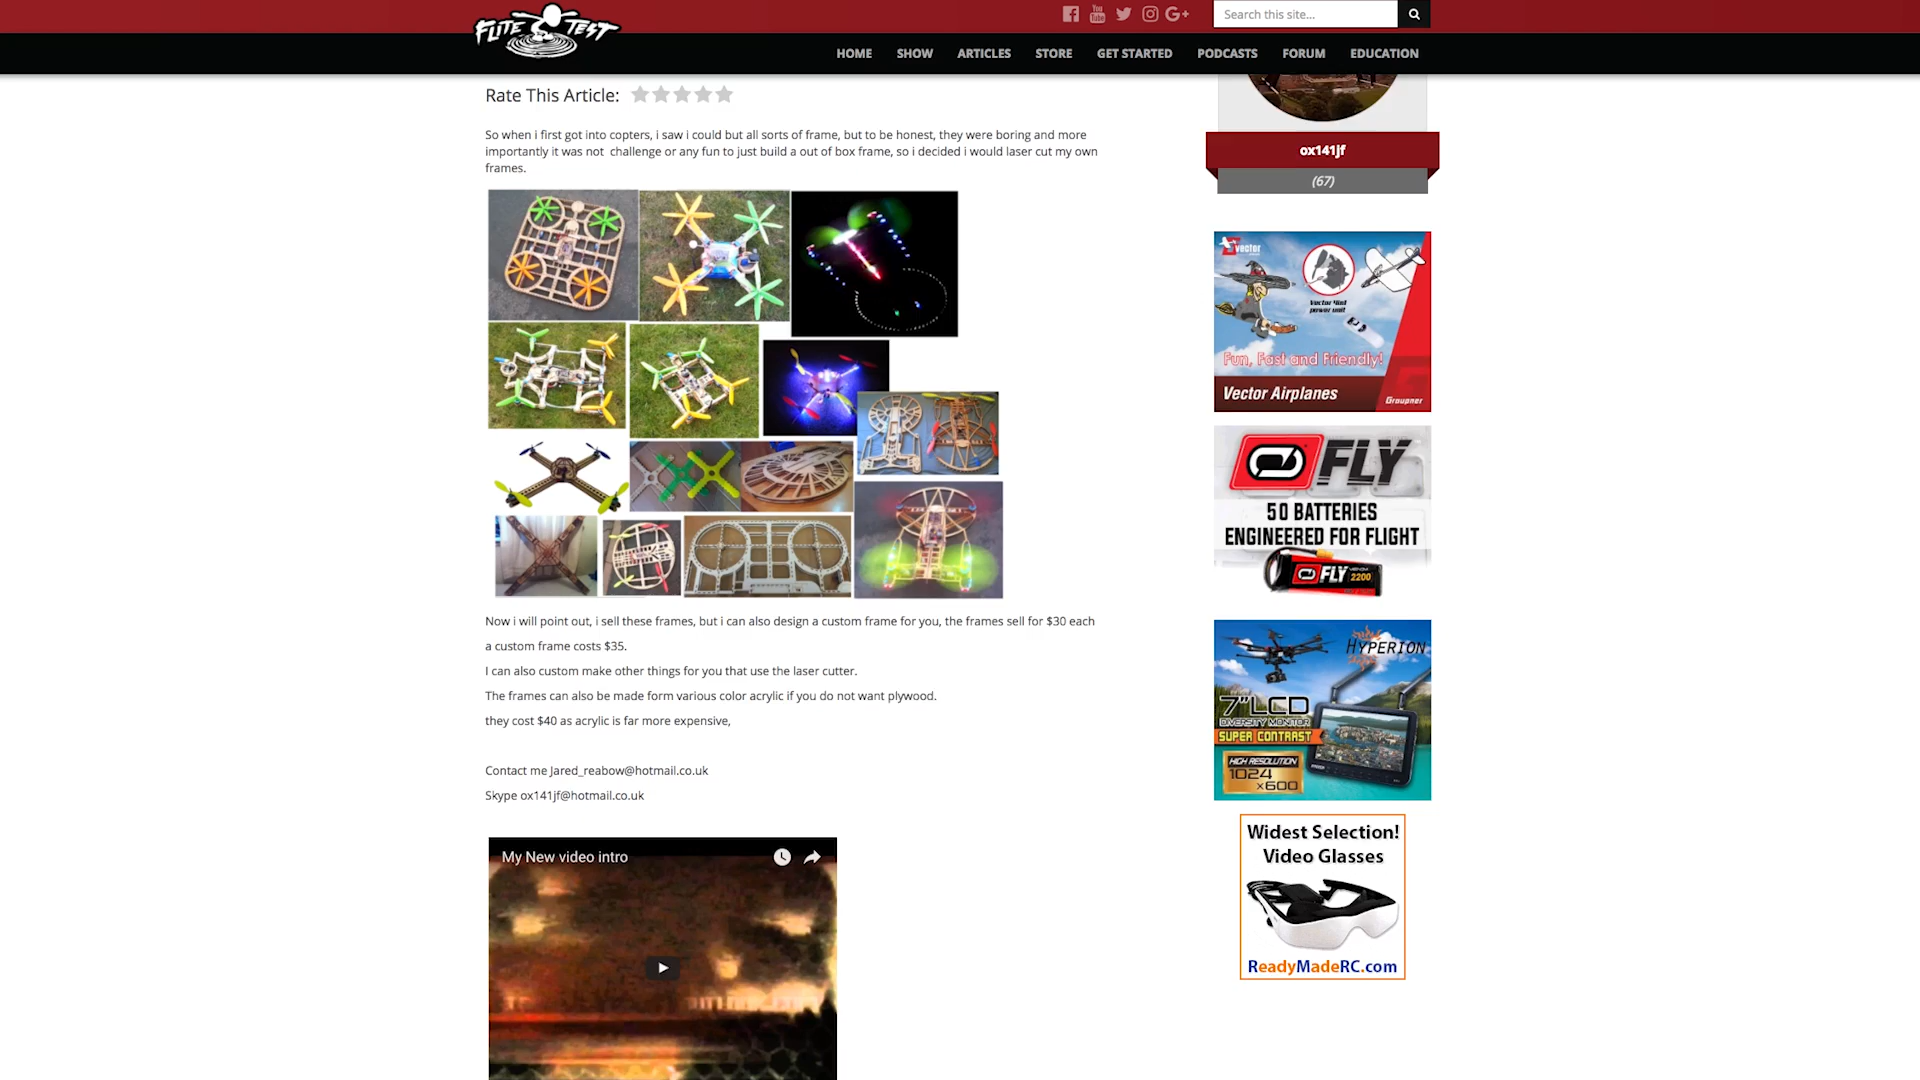 FLITE TEST
Search this site...
HOME SHOW ARTICLES STORE GET STARTED PODCASTS FORUM EDUCATION
Rate This Article:
So when i first got into copters, i saw i could but all sorts of frame, but to be honest, they were boring and more
importantly it was not challenge or any fun to just build a out of box frame, so i decided i would laser cut my own
frames.
Now i will point out, i sell these frames, but i can also design a custom frame for you, the frames sell for $30 each
a custom frame costs $35.
I can also custom make other things for you that use the laser cutter.
The frames can also be made form various color acrylic if you do not want plywood.
they cost $40 as acrylic is far more expensive,
Contact me Jared_reabow@hotmail.co.uk
Skype ox141jf@hotmail.co.uk
My New video intro
ox141jf
(67)
vector
Vector 4in1
power unit
Fun, Fast and Friendly!
Vector Airplanes
Graupner
FLY
50 BATTERIES
ENGINEERED FOR FLIGHT
FLY
2200
HYPERION
7"LCD
DIVERSITY MONITOR
SUPER CONTRAST
HIGH RESOLUTION
1024
x600
Widest Selection!
Video Glasses
ReadyMadeRC.com